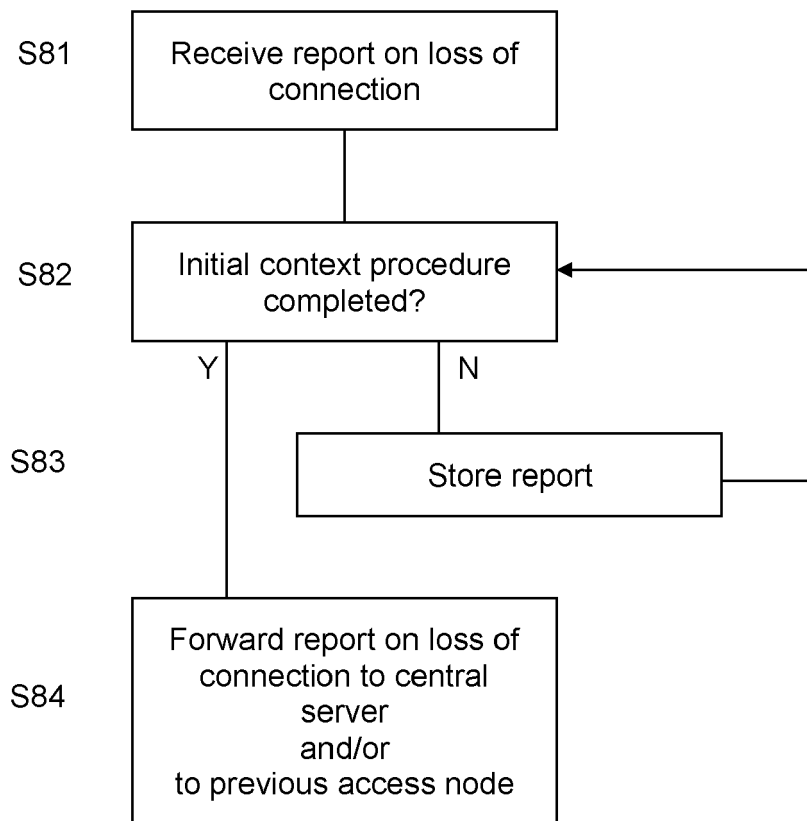 S81
Receive report on loss of
connection
S82
Initial context procedure
completed?
Y
N
S83
Store report
S84
Forward report on loss of
connection to central
server
and/or
to previous access node